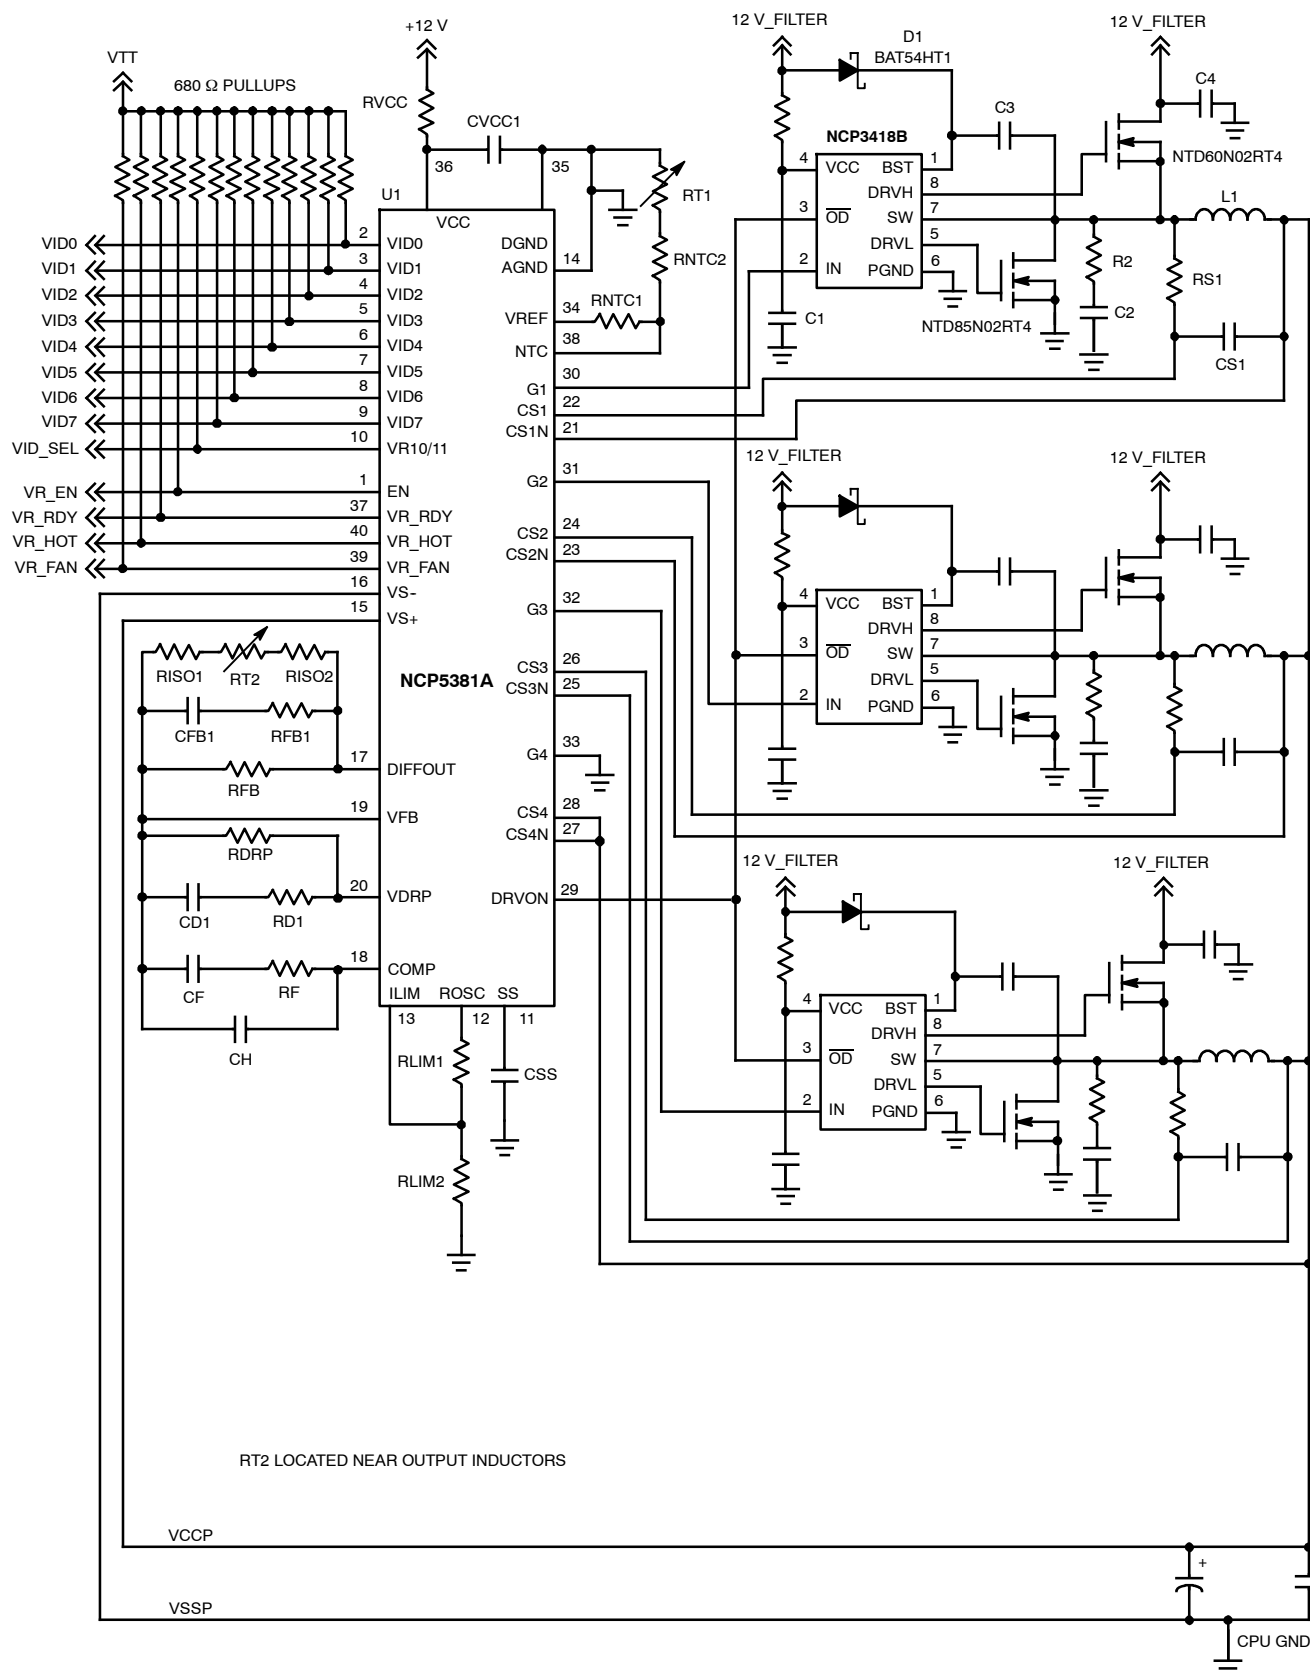 +12 V
VTT
680 Ω PULLUPS
RVCC
CVCC1
36
35
RT1
U1
VCC
RNTC2
RNTC1
VID0 2 VID0
VID1 3 VID1
VID2 4 VID2
VID3 5 VID3
VID4 6 VID4
VID5 7 VID5
VID6 8 VID6
VID7 9 VID7
VID_SEL 10 VR10/11
VR_EN 1 EN
VR_RDY 37 VR_RDY
VR_HOT 40 VR_HOT
VR_FAN 39 VR_FAN
16 VS-
15 VS+
DGND
AGND 14
VREF 34
NTC 38
G1 30
CS1 22
CS1N 21
G2 31
CS2 24
CS2N 23
G3 32
CS3 26
CS3N 25
G4 33
CS4 28
CS4N 27
DRVON 29
NCP5381A
RISO1 RT2 RISO2
CFB1 RFB1
17 DIFFOUT
RFB
19 VFB
RDRP
20 VDRP
CD1 RD1
18 COMP
CF RF
CH
ILIM ROSC SS
13 12 11
RLIM1
CSS
RLIM2
12 V_FILTER
D1
BAT54HT1
12 V_FILTER
C4
C3
NCP3418B
NTD60N02RT4
4 VCC BST 1
DRVH 8
3 OD SW 7
DRVL 5
2 IN PGND 6
L1
R2
RS1
C1
C2
NTD85N02RT4
CS1
12 V_FILTER
12 V_FILTER
4 VCC BST 1
DRVH 8
3 OD SW 7
DRVL 5
2 IN PGND 6
12 V_FILTER
12 V_FILTER
4 VCC BST 1
DRVH 8
3 OD SW 7
DRVL 5
2 IN PGND 6
RT2 LOCATED NEAR OUTPUT INDUCTORS
VCCP
+
VSSP
CPU GND